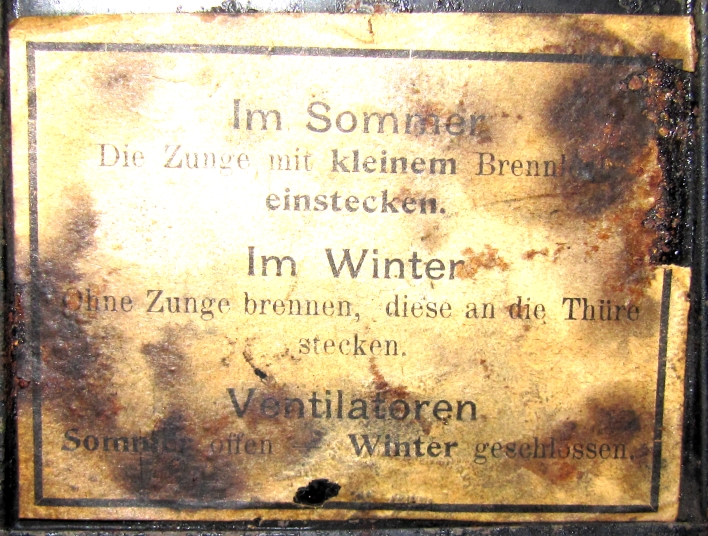 Im Sommer
Die Zunge mit kleinem
einstecken.
Im Winter
Ohne Zunge brennen, diese an die Thüre
stecken.
Ventilatoren
Sommer offen — Winter geschlossen.